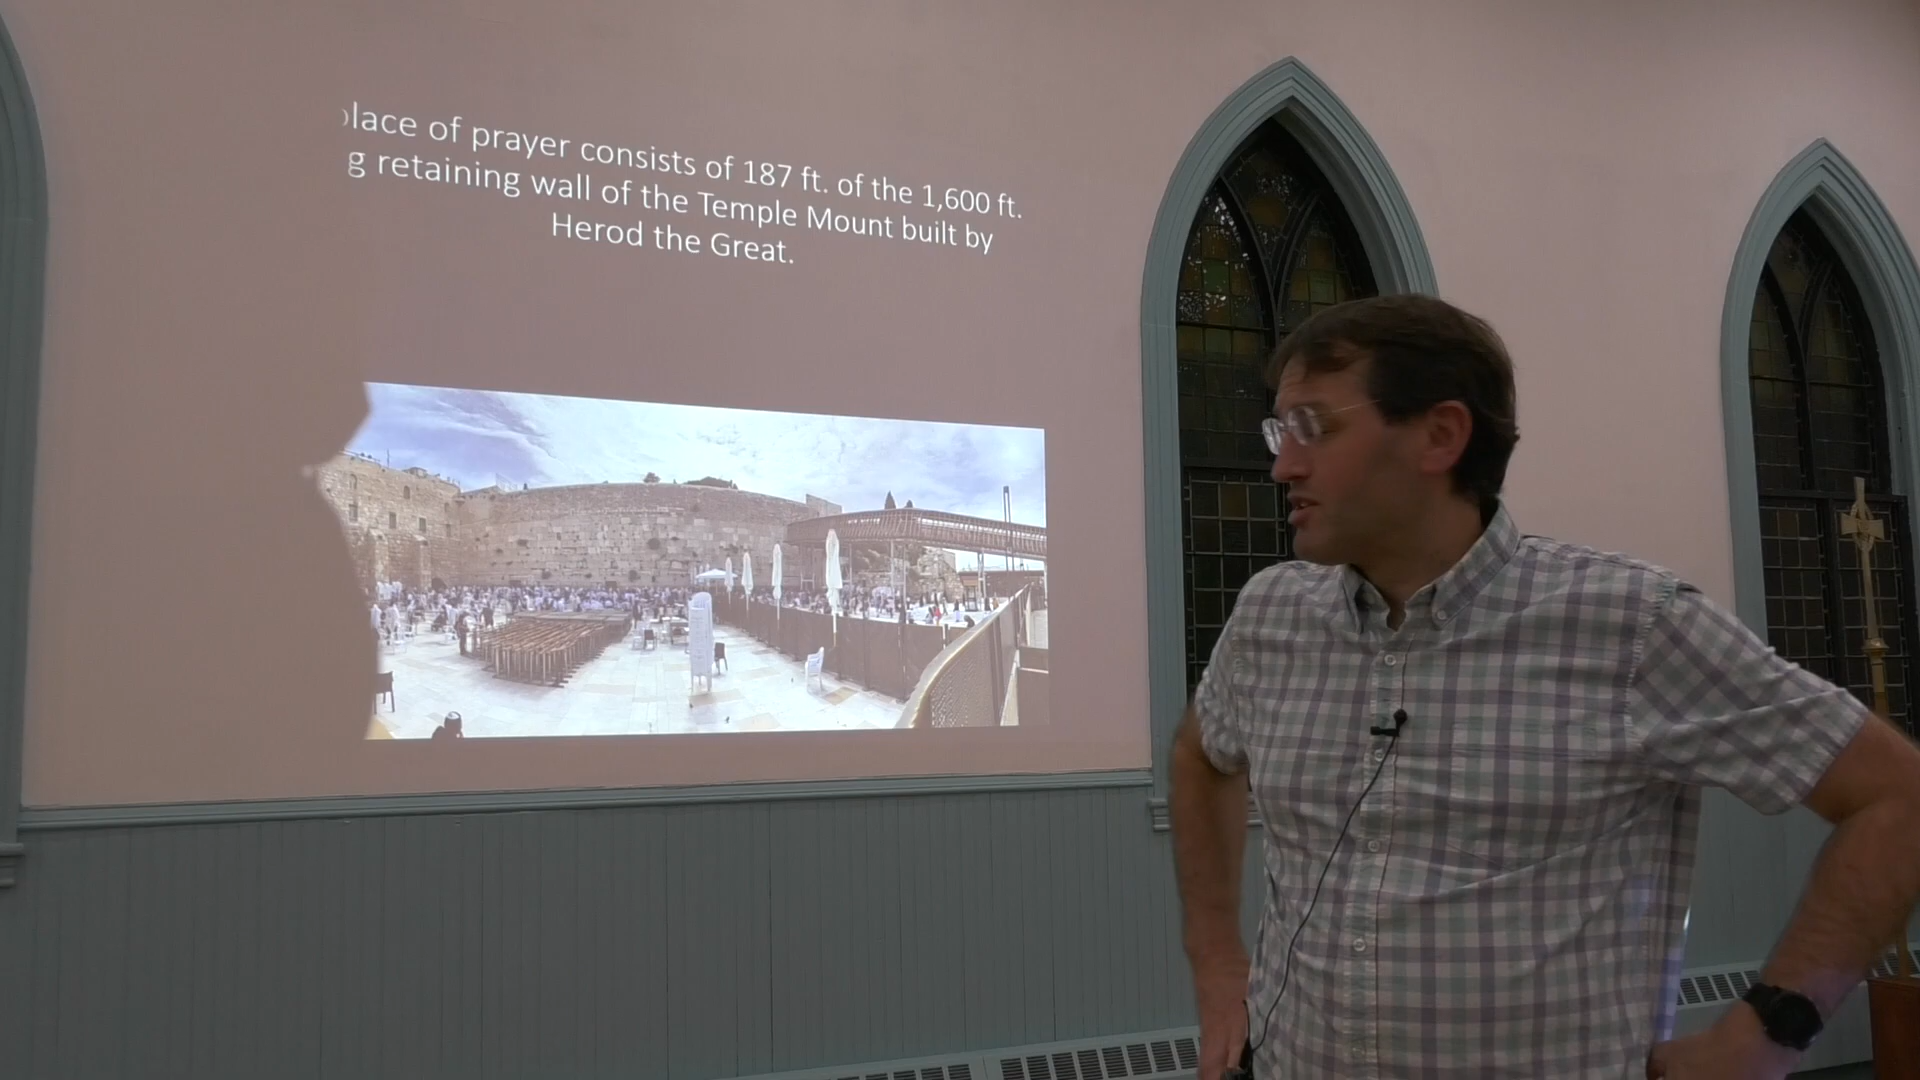 lace of prayer consists of 187 ft. of the 1,600 ft.
g retaining wall of the Temple Mount built by
Herod the Great.